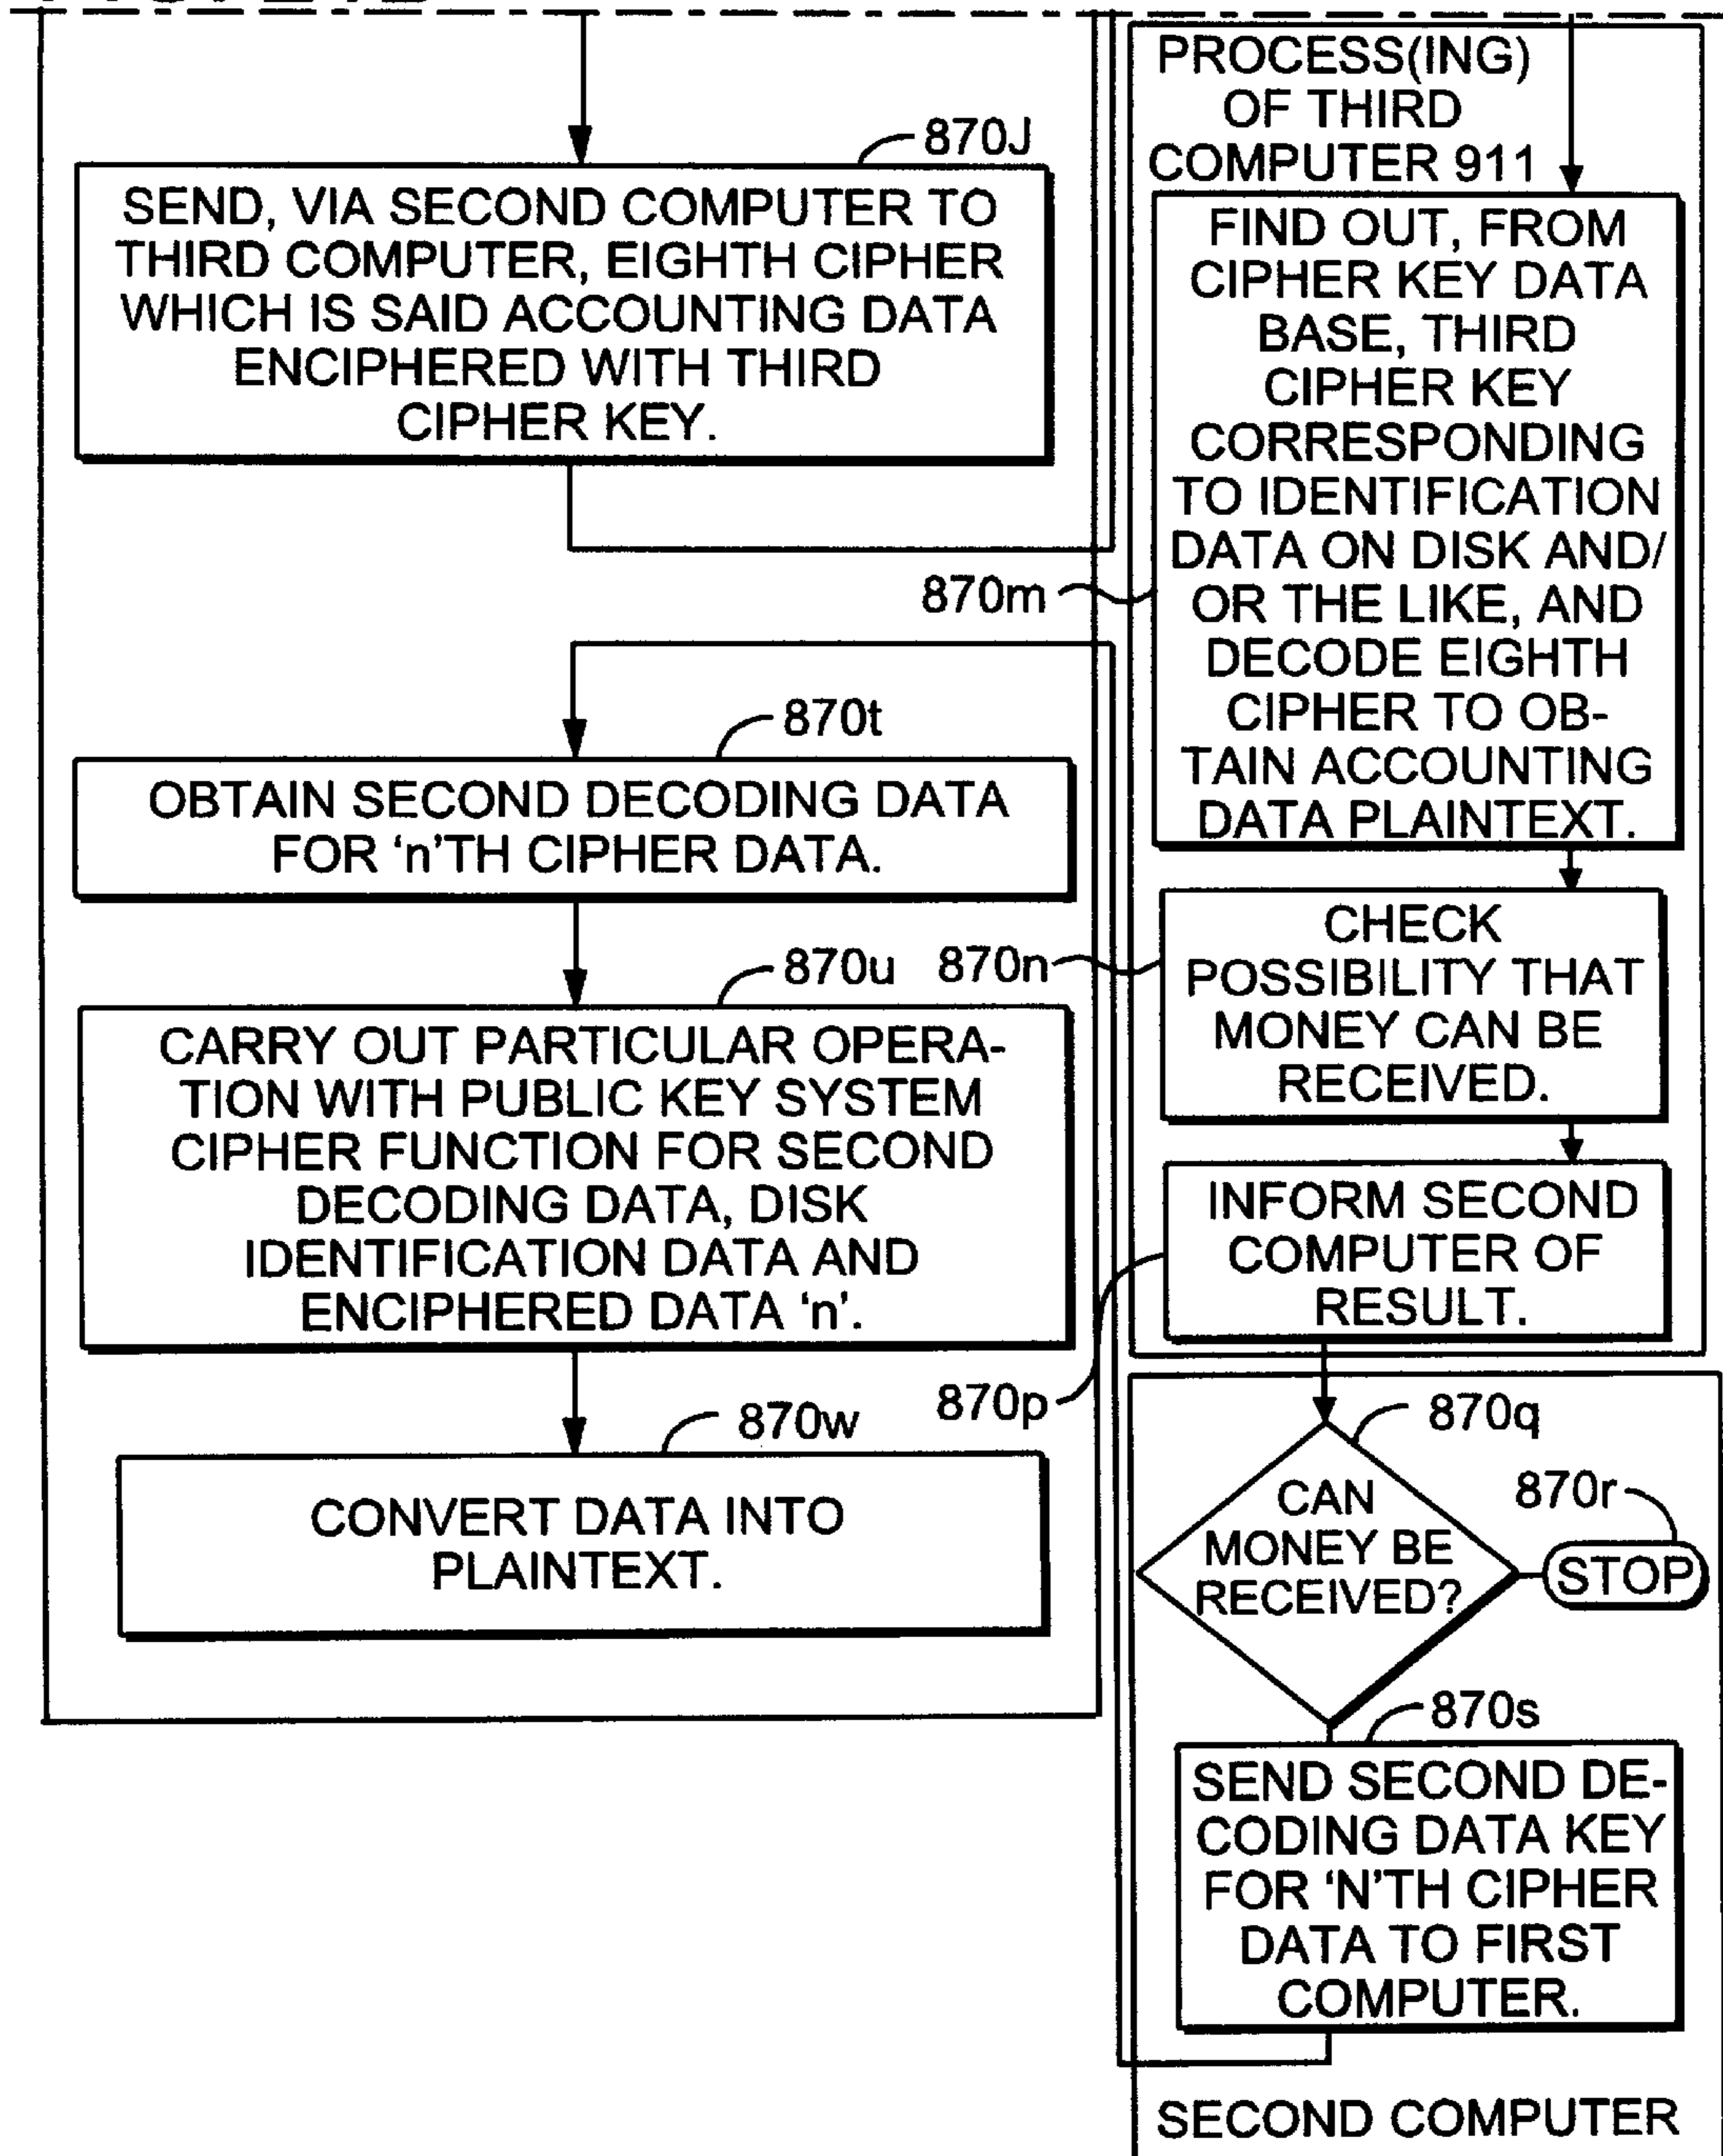 870J
SEND, VIA SECOND COMPUTER TO
THIRD COMPUTER, EIGHTH CIPHER
WHICH IS SAID ACCOUNTING DATA
ENCIPHERED WITH THIRD
CIPHER KEY.
870t
OBTAIN SECOND DECODING DATA
FOR ‘n’TH CIPHER DATA.
870u
CARRY OUT PARTICULAR OPERA-
TION WITH PUBLIC KEY SYSTEM
CIPHER FUNCTION FOR SECOND
DECODING DATA, DISK
IDENTIFICATION DATA AND
ENCIPHERED DATA ‘n’.
870w
CONVERT DATA INTO
PLAINTEXT.
PROCESS(ING)
OF THIRD
COMPUTER 911
870m
FIND OUT, FROM
CIPHER KEY DATA
BASE, THIRD
CIPHER KEY
CORRESPONDING
TO IDENTIFICATION
DATA ON DISK AND/
OR THE LIKE, AND
DECODE EIGHTH
CIPHER TO OB-
TAIN ACCOUNTING
DATA PLAINTEXT.
870n
CHECK
POSSIBILITY THAT
MONEY CAN BE
RECEIVED.
870p
INFORM SECOND
COMPUTER OF
RESULT.
870q
CAN
MONEY BE
RECEIVED?
870r
STOP
870s
SEND SECOND DE-
CODING DATA KEY
FOR ‘N’TH CIPHER
DATA TO FIRST
COMPUTER.
SECOND COMPUTER